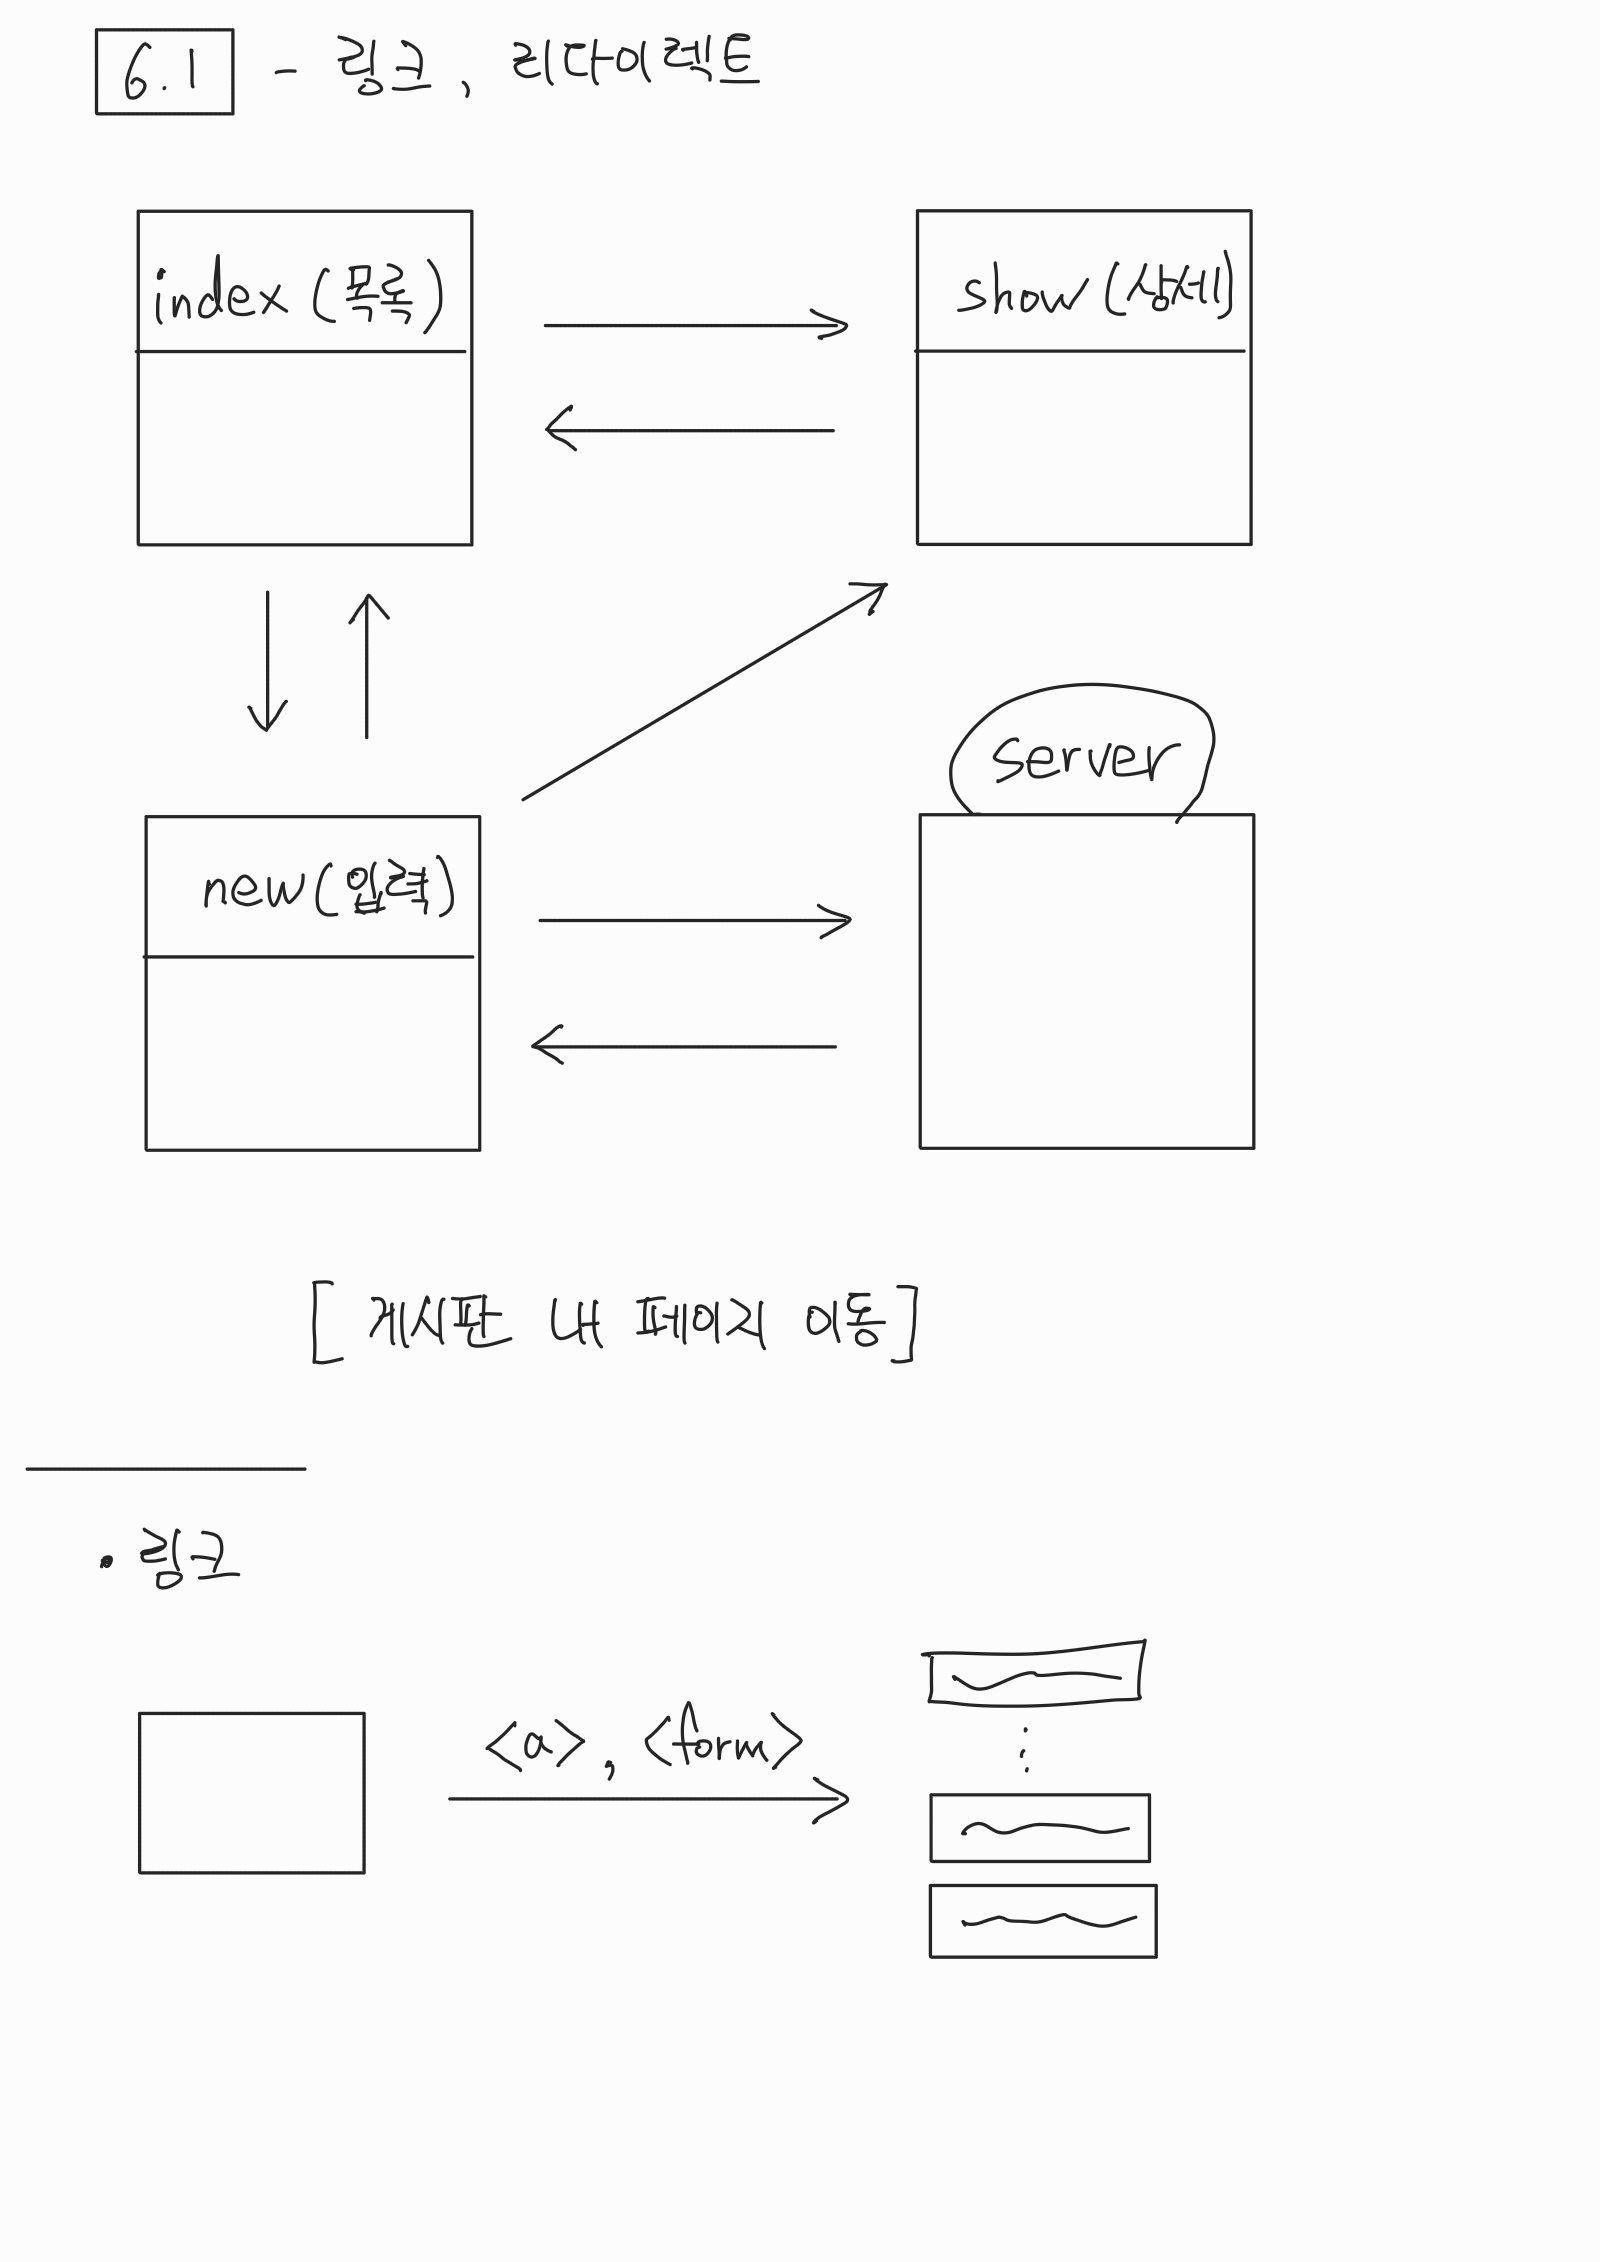 6.1 - 링크, 리다이렉트
index (목록)
show (상세)
server
new (입력)
[게시판 내 페이지 이동]
• 링크
<a>, <form>